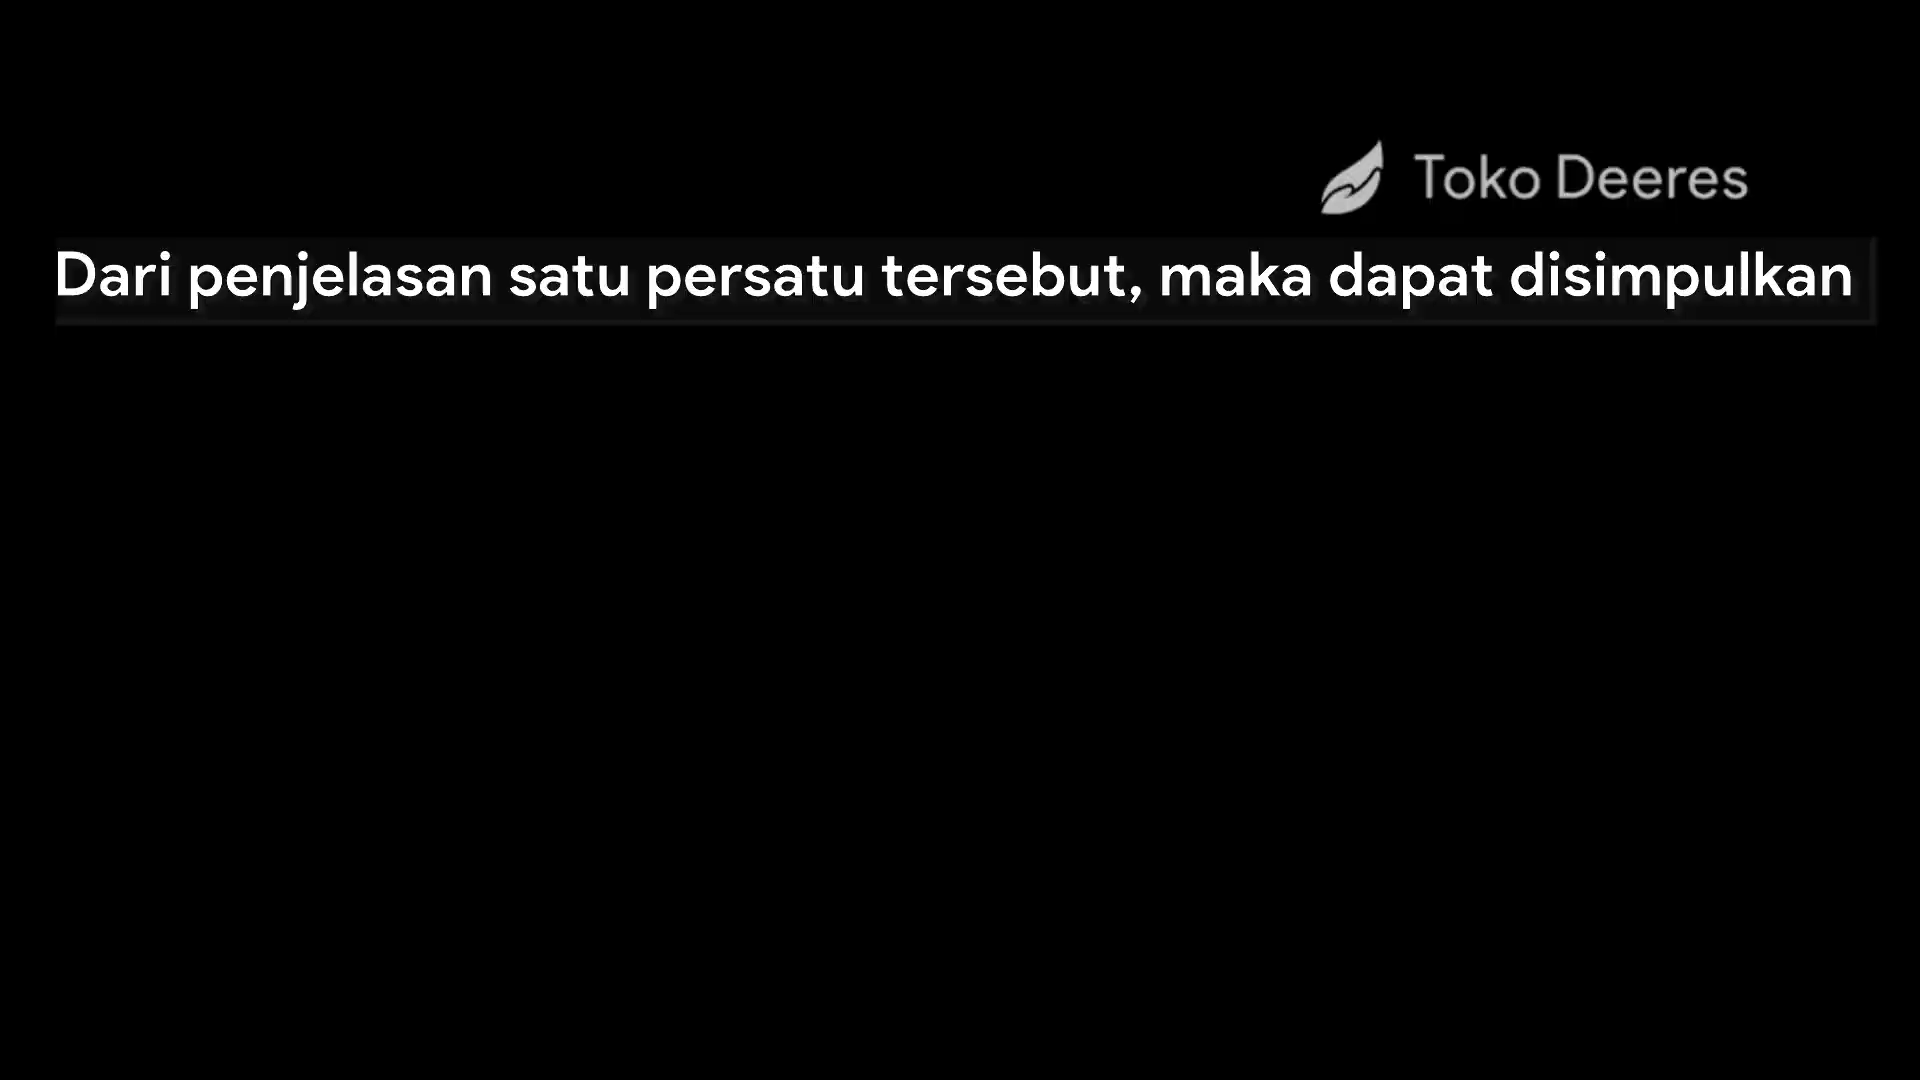 Toko Deeres
Dari penjelasan satu persatu tersebut, maka dapat disimpulkan